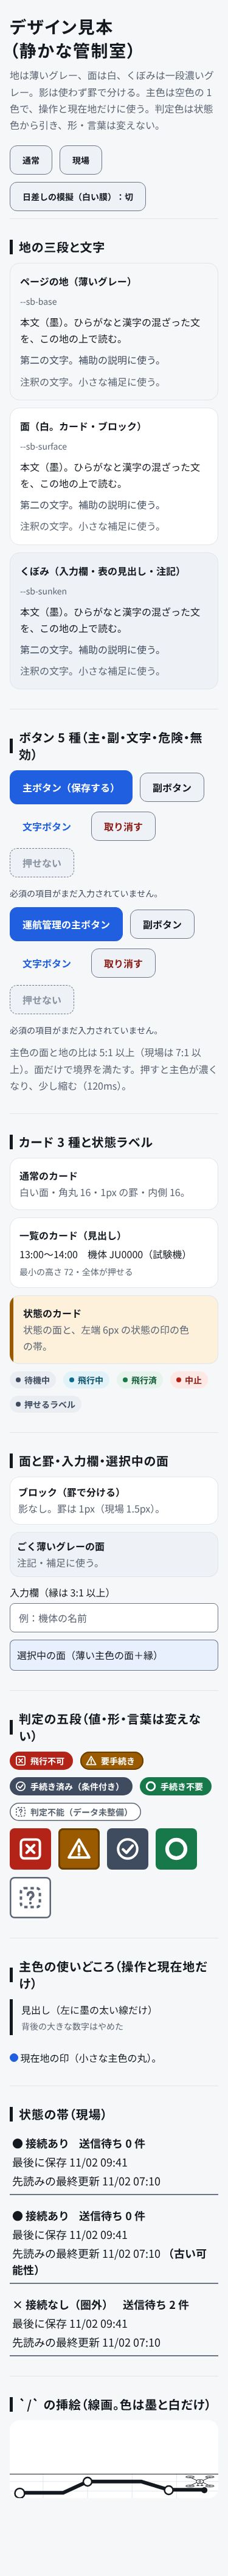 デザイン見本
（静かな管制室）
地は薄いグレー、面は白、くぼみは一段濃いグ
レー。影は使わず罫で分ける。主色は空色の 1
色で、操作と現在地だけに使う。判定色は状態
色から引き、形・言葉は変えない。
通常 現場
日差しの模擬（白い膜）：切
地の三段と文字
ページの地（薄いグレー）
--sb-base
本文（墨）。ひらがなと漢字の混ざった文
を、この地の上で読む。
第二の文字。補助の説明に使う。
注釈の文字。小さな補足に使う。
面（白。カード・ブロック）
--sb-surface
本文（墨）。ひらがなと漢字の混ざった文
を、この地の上で読む。
第二の文字。補助の説明に使う。
注釈の文字。小さな補足に使う。
くぼみ（入力欄・表の見出し・注記）
--sb-sunken
本文（墨）。ひらがなと漢字の混ざった文
を、この地の上で読む。
第二の文字。補助の説明に使う。
注釈の文字。小さな補足に使う。
ボタン 5 種（主・副・文字・危険・無
効）
主ボタン（保存する） 副ボタン
文字ボタン 取り消す
押せない
必須の項目がまだ入力されていません。
運航管理の主ボタン 副ボタン
文字ボタン 取り消す
押せない
必須の項目がまだ入力されていません。
主色の面と地の比は 5:1 以上（現場は 7:1 以
上）。面だけで境界を満たす。押すと主色が濃く
なり、少し縮む（120ms）。
カード 3 種と状態ラベル
通常のカード
白い面・角丸 16・1px の罫・内側 16。
一覧のカード（見出し）
13:00〜14:00 機体 JU0000（試験機）
最小の高さ 72・全体が押せる
状態のカード
状態の面と、左端 6px の状態の印の色
の帯。
待機中 飛行中 飛行済 中止
押せるラベル
面と罫・入力欄・選択中の面
ブロック（罫で分ける）
影なし。罫は 1px（現場 1.5px）。
ごく薄いグレーの面
注記・補足に使う。
入力欄（縁は 3:1 以上）
例：機体の名前
選択中の面（薄い主色の面＋縁）
判定の五段（値・形・言葉は変えな
い）
飛行不可 要手続き
手続き済み（条件付き） 手続き不要
判定不能（データ未整備）
主色の使いどころ（操作と現在地だ
け）
見出し（左に墨の太い線だけ）
背後の大きな数字はやめた
現在地の印（小さな主色の丸）。
状態の帯（現場）
● 接続あり 送信待ち 0 件
最後に保存 11/02 09:41
先読みの最終更新 11/02 07:10
● 接続あり 送信待ち 0 件
最後に保存 11/02 09:41
先読みの最終更新 11/02 07:10 （古い可
能性）
× 接続なし（圏外） 送信待ち 2 件
最後に保存 11/02 09:41
先読みの最終更新 11/02 07:10
`/` の挿絵（線画。色は墨と白だけ）